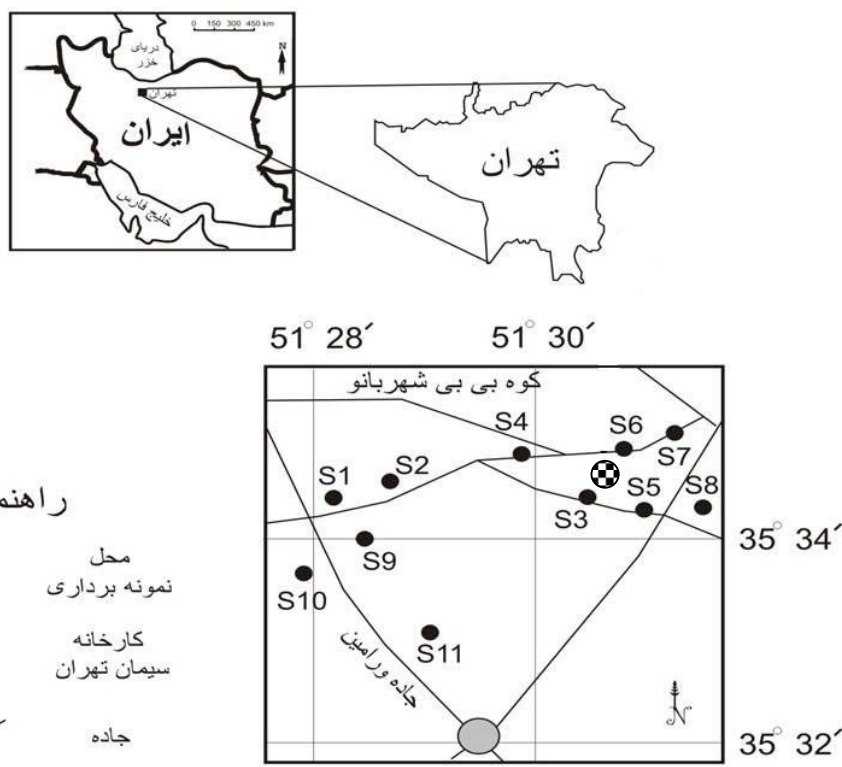 0 150 300 450 km
N
دریای
خزر
تهران
ایران
خلیج فارس
تهران
51° 28′
51° 30′
کوه بی بی شهربانو
S4
S6
S7
S1
S2
S3
S5
S8
35° 34′
S9
S10
S11
جاده ورامین
N
35° 32′
راهنم
محل
نمونه برداری
کارخانه
سیمان تهران
جاده